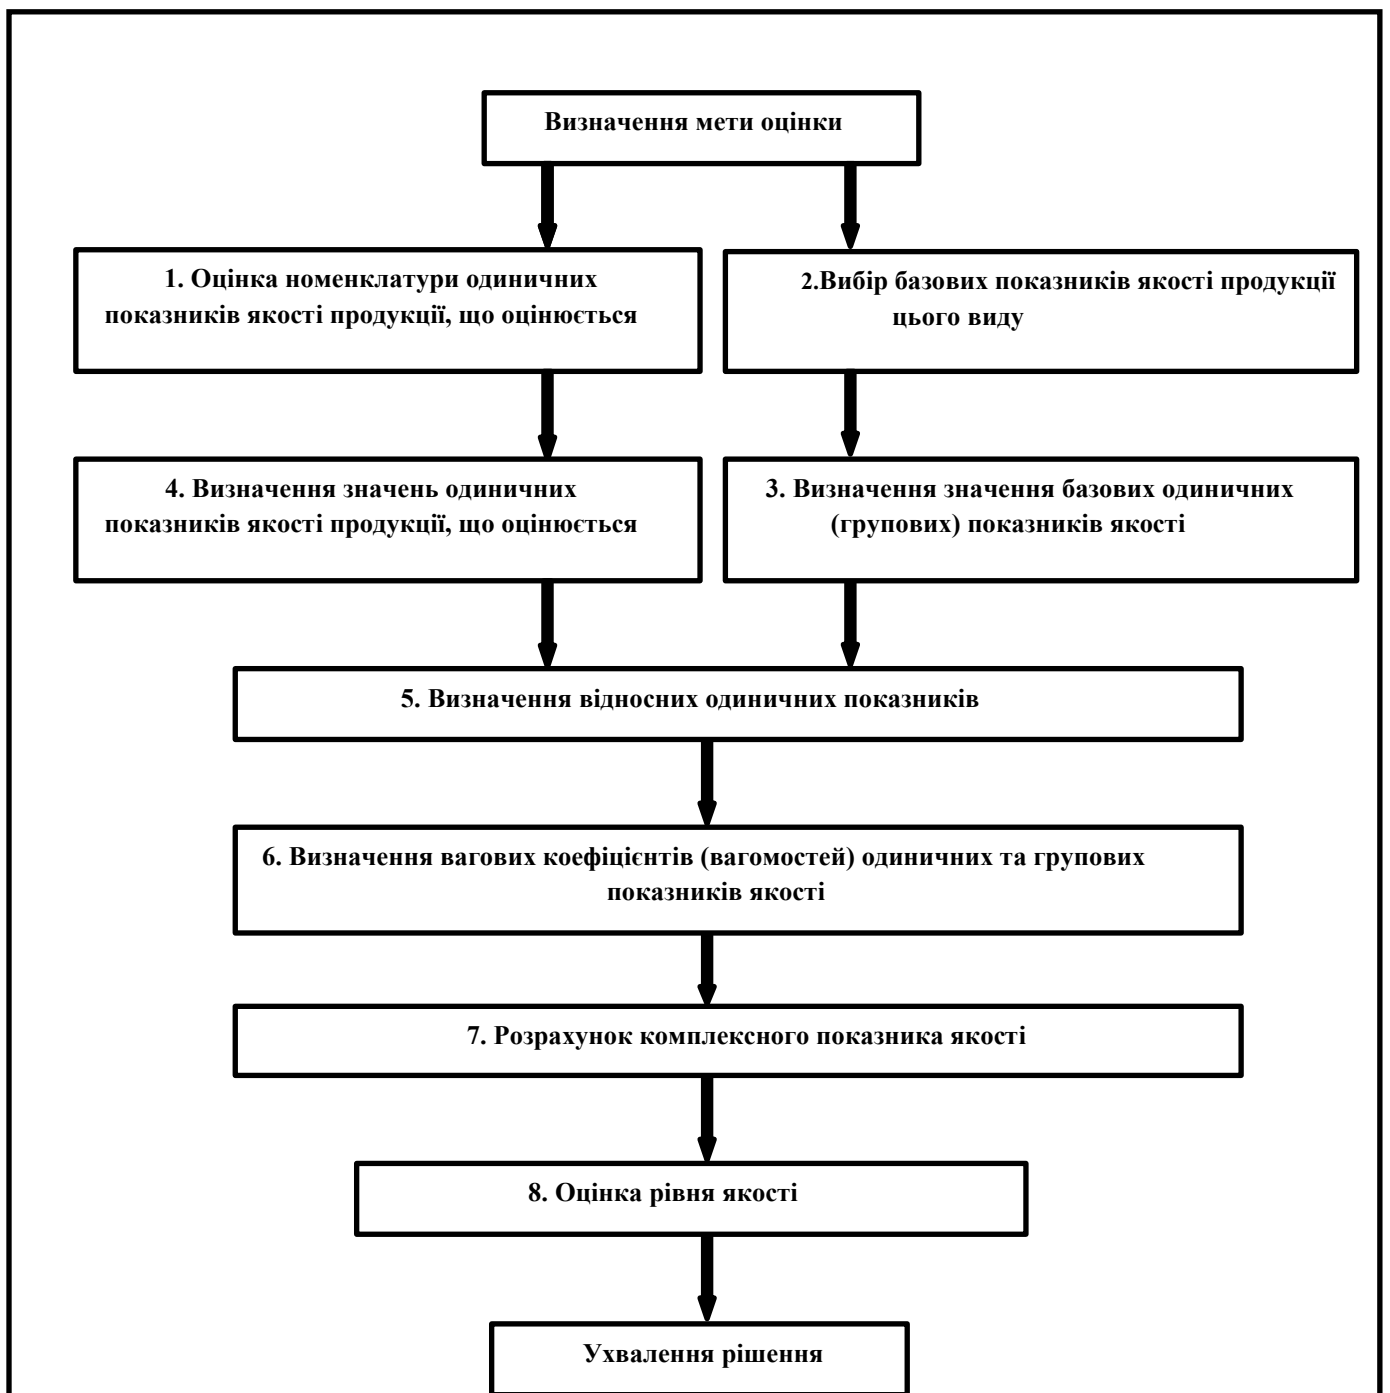 Визначення мети оцінки
1. Оцінка номенклатури одиничних
показників якості продукції, що оцінюється
2.Вибір базових показників якості продукції
цього виду
4. Визначення значень одиничних
показників якості продукції, що оцінюється
3. Визначення значення базових одиничних
(групових) показників якості
5. Визначення відносних одиничних показників
6. Визначення вагових коефіцієнтів (вагомостей) одиничних та групових
показників якості
7. Розрахунок комплексного показника якості
8. Оцінка рівня якості
Ухвалення рішення